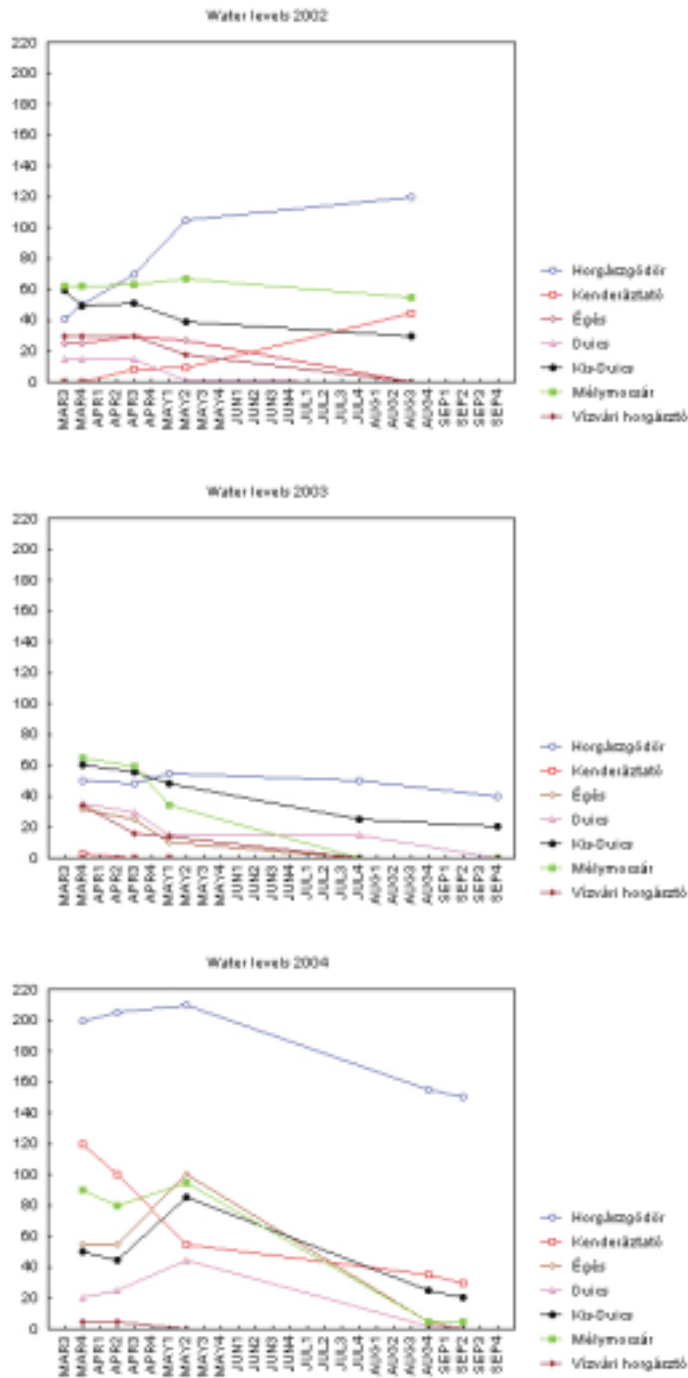 Water levels 2002
220
200
180
160
140
120
100
80
60
40
20
0
MAR3
MAR4
APR1
APR2
APR3
APR4
MAY1
MAY2
MAY3
MAY4
JUN1
JUN2
JUN3
JUN4
JUL1
JUL2
JUL3
JUL4
AUG1
AUG2
AUG3
AUG4
SEP1
SEP2
SEP3
SEP4
Horgászgödör
Kenderáztató
Égés
Duics
Kis-Duics
Mélymocsár
Vízvári horgásztó
Water levels 2003
220
200
180
160
140
120
100
80
60
40
20
0
MAR3
MAR4
APR1
APR2
APR3
APR4
MAY1
MAY2
MAY3
MAY4
JUN1
JUN2
JUN3
JUN4
JUL1
JUL2
JUL3
JUL4
AUG1
AUG2
AUG3
AUG4
SEP1
SEP2
SEP3
SEP4
Horgászgödör
Kenderáztató
Égés
Duics
Kis-Duics
Mélymocsár
Vízvári horgásztó
Water levels 2004
220
200
180
160
140
120
100
80
60
40
20
0
MAR3
MAR4
APR1
APR2
APR3
APR4
MAY1
MAY2
MAY3
MAY4
JUN1
JUN2
JUN3
JUN4
JUL1
JUL2
JUL3
JUL4
AUG1
AUG2
AUG3
AUG4
SEP1
SEP2
SEP3
SEP4
Horgászgödör
Kenderáztató
Égés
Duics
Kis-Duics
Mélymocsár
Vízvári horgásztó